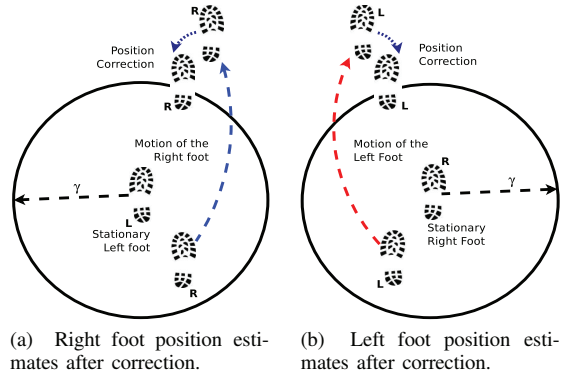 R
Position
Correction
R
Motion of the
Right foot
γ
L
Stationary
Left foot
R
(a) Right foot position esti-
mates after correction.
L
Position
Correction
L
Motion of the
Left Foot
R
γ
Stationary
Right Foot
L
(b) Left foot position esti-
mates after correction.